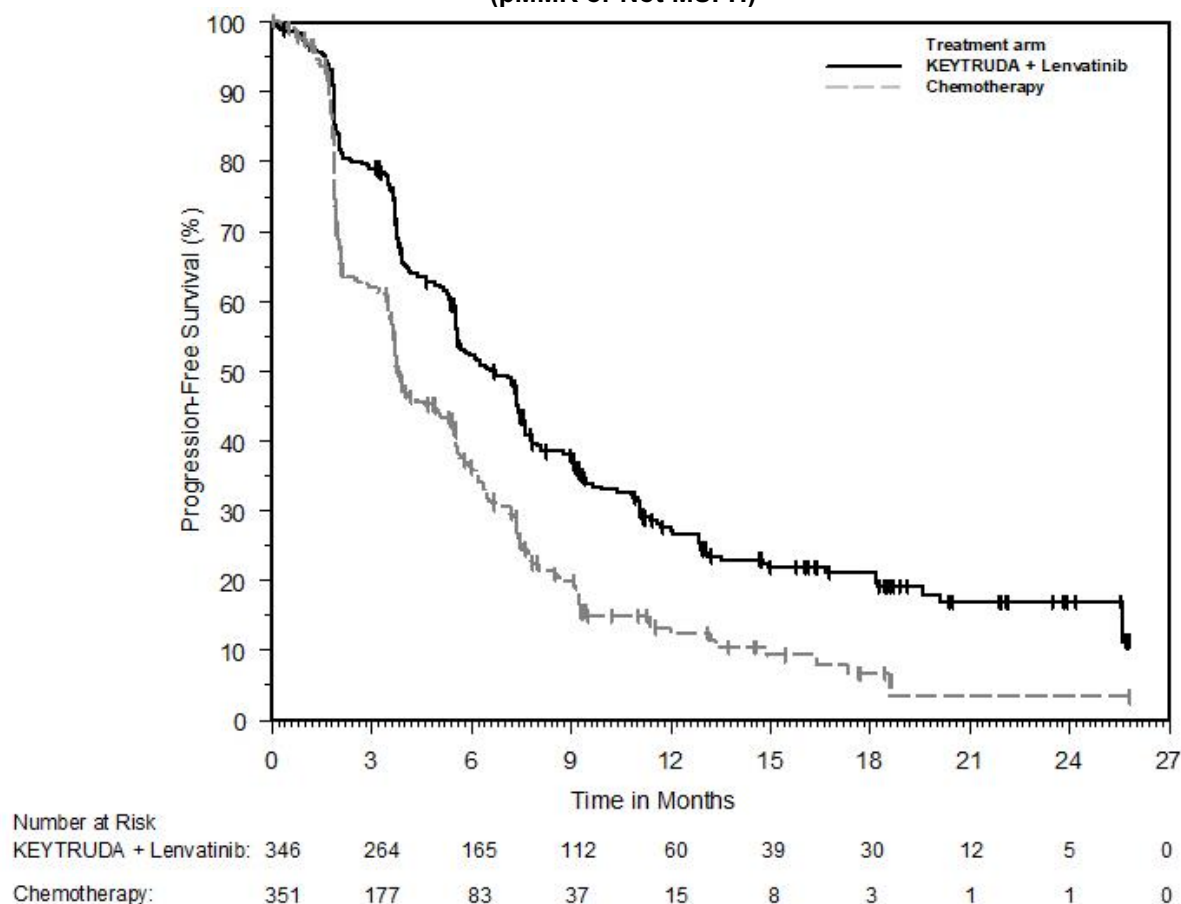 Treatment arm
KEYTRUDA + Lenvatinib
Chemotherapy
Progression-Free Survival (%)
100
90
80
70
60
50
40
30
20
10
0
0 3 6 9 12 15 18 21 24 27
Time in Months
Number at Risk
KEYTRUDA + Lenvatinib: 346 264 165 112 60 39 30 12 5 0
Chemotherapy: 351 177 83 37 15 8 3 1 1 0